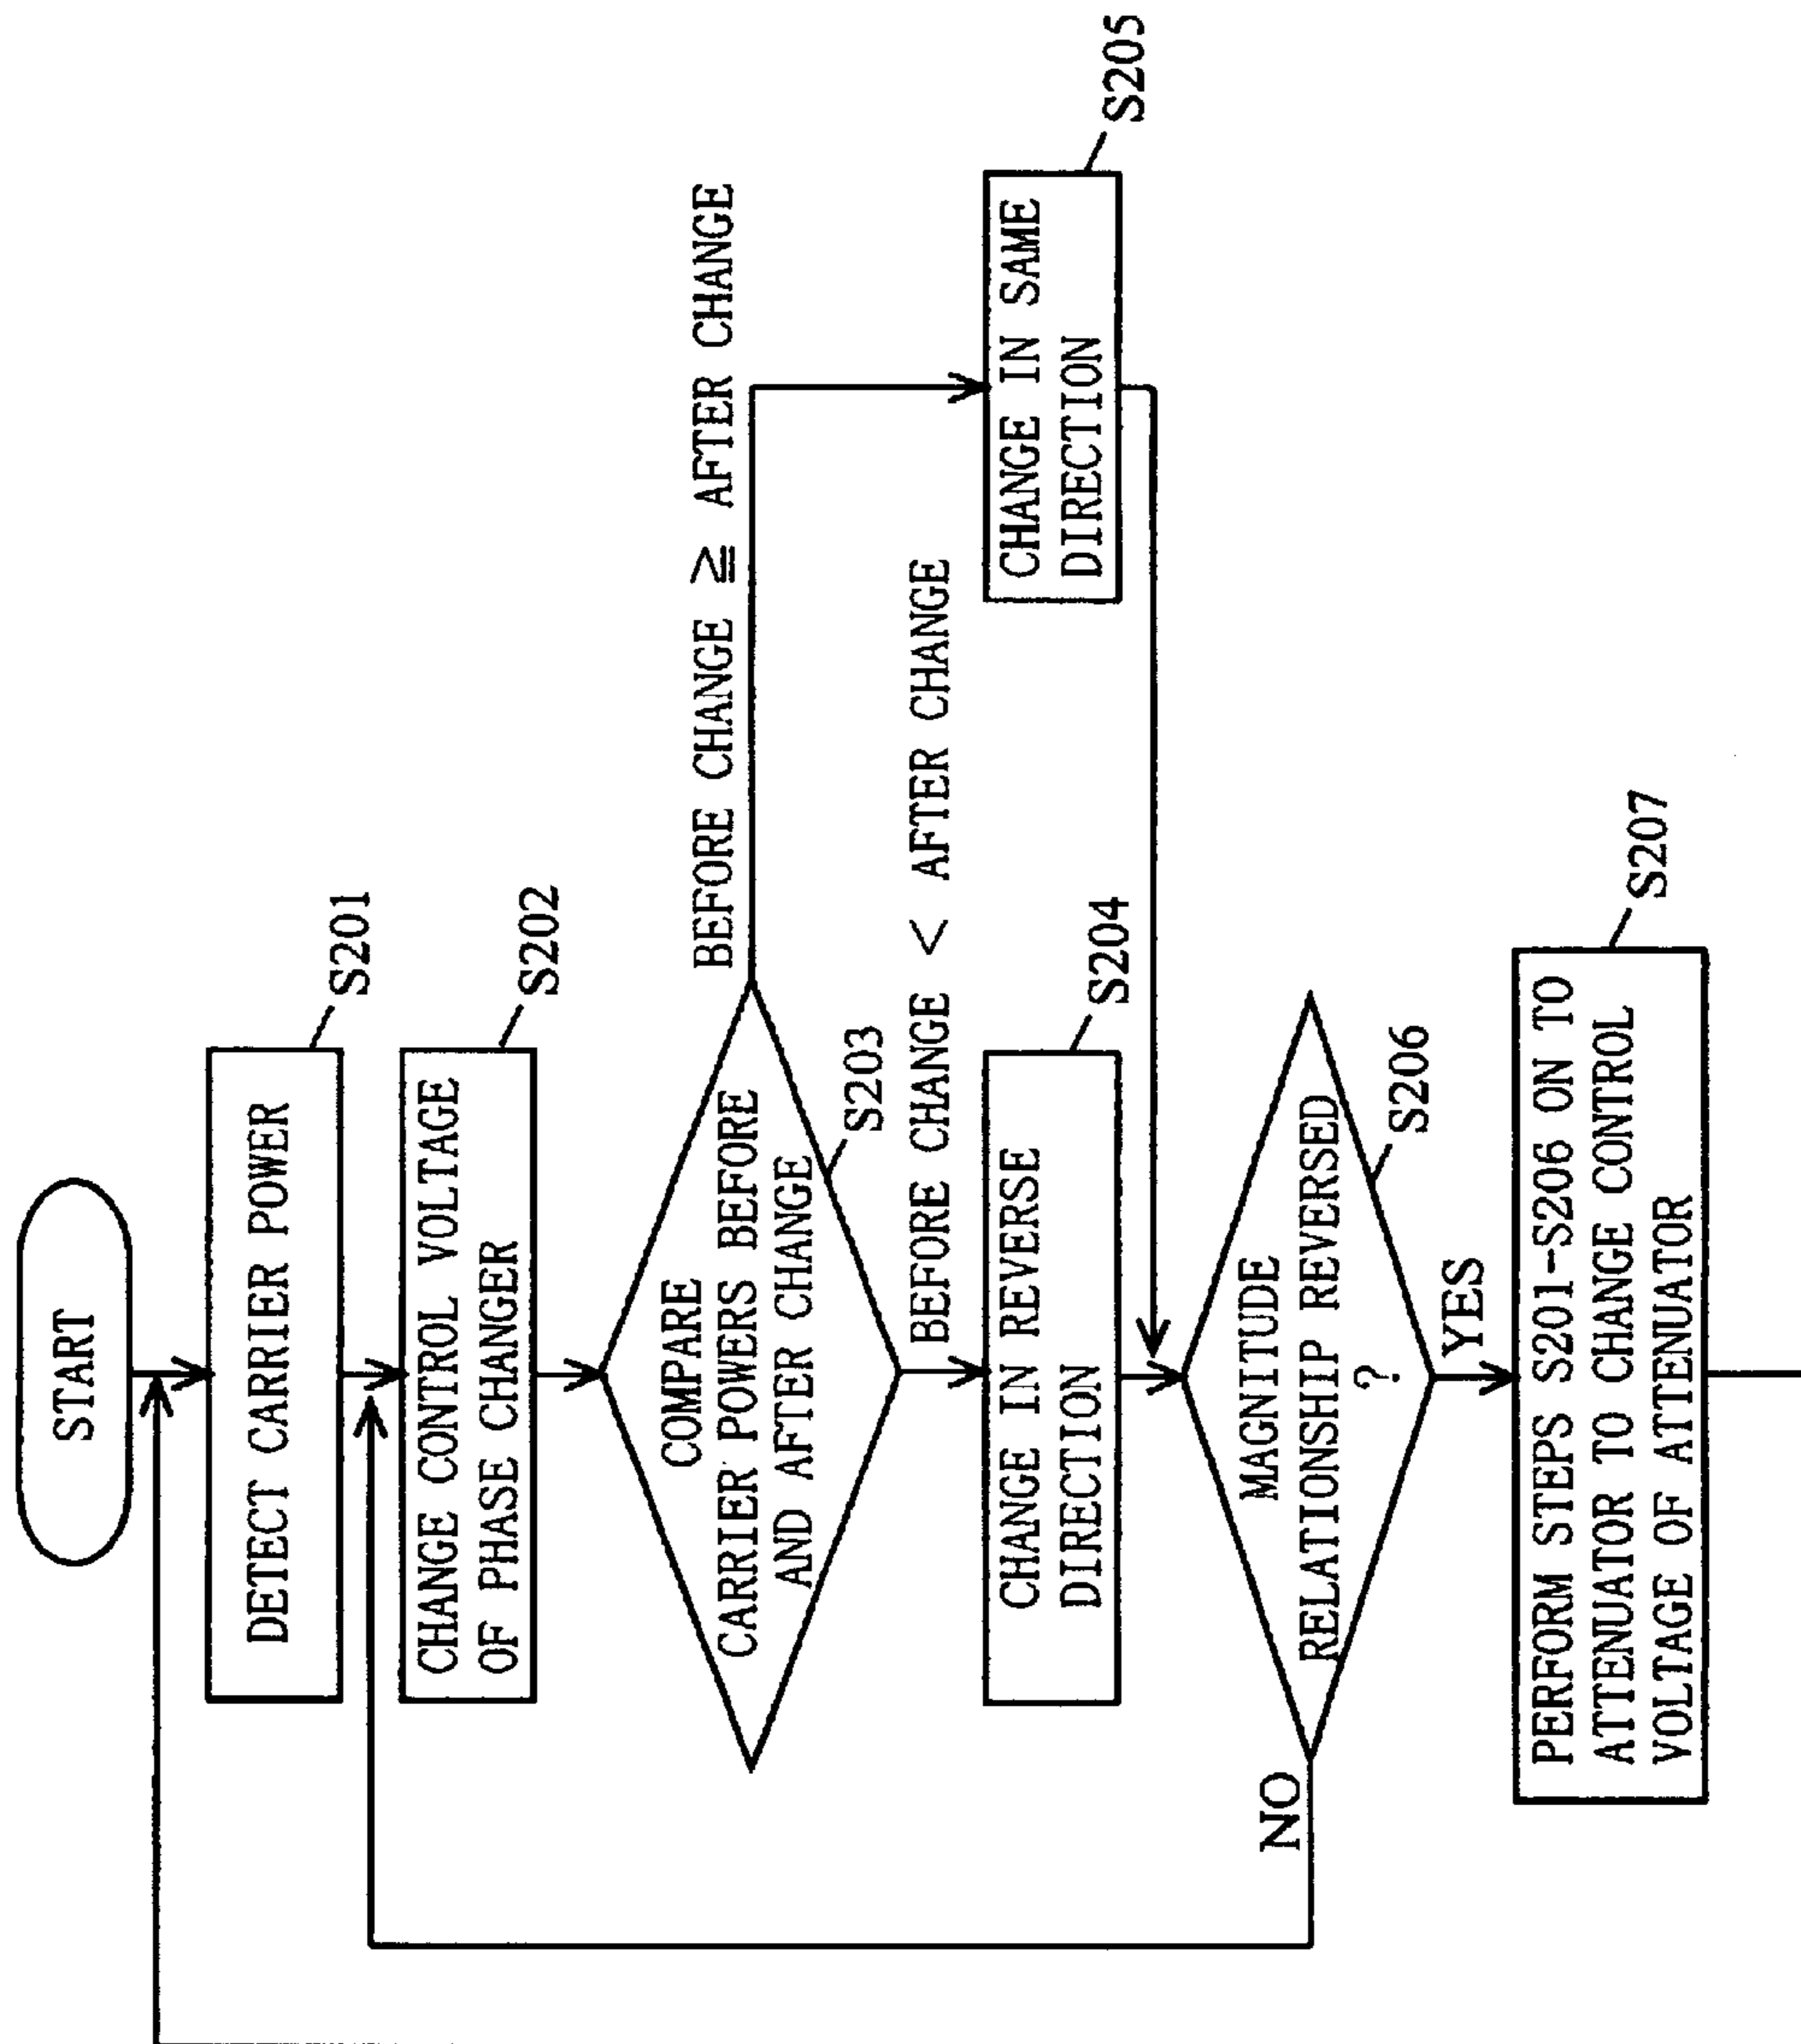 START
DETECT CARRIER POWER
S201
CHANGE CONTROL VOLTAGE
OF PHASE CHANGER
S202
COMPARE
CARRIER POWERS BEFORE
AND AFTER CHANGE
S203
BEFORE CHANGE ≧ AFTER CHANGE
BEFORE CHANGE < AFTER CHANGE
CHANGE IN REVERSE
DIRECTION
S204
CHANGE IN SAME
DIRECTION
S205
MAGNITUDE
RELATIONSHIP REVERSED
?
S206
NO
YES
PERFORM STEPS S201-S206 ON TO
ATTENUATOR TO CHANGE CONTROL
VOLTAGE OF ATTENUATOR
S207